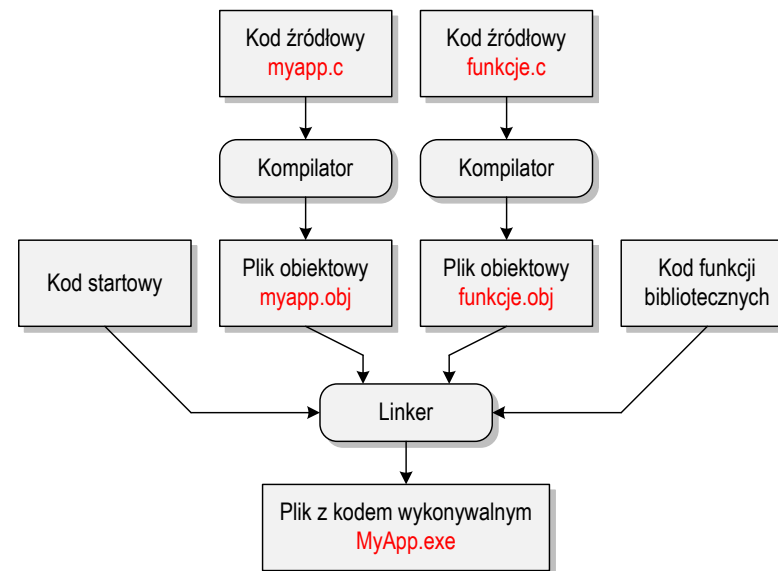 Kod źródłowy
myapp.c
Kod źródłowy
funkcje.c
Kompilator
Kompilator
Kod startowy
Plik obiektowy
myapp.obj
Plik obiektowy
funkcje.obj
Kod funkcji
bibliotecznych
Linker
Plik z kodem wykonywalnym
MyApp.exe